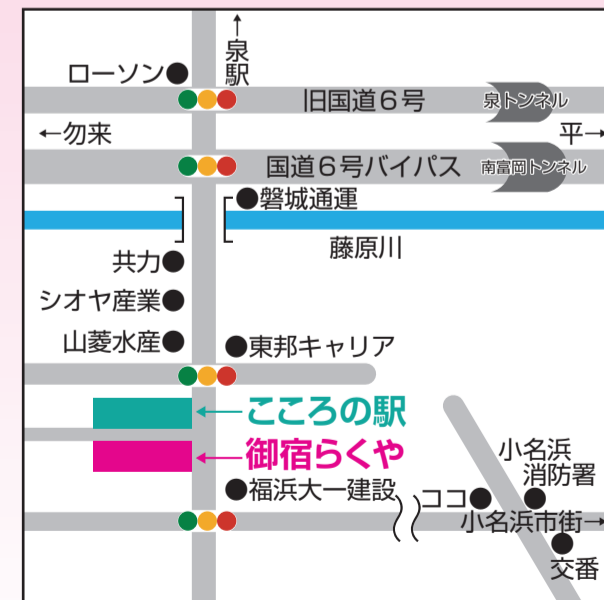 ↑泉駅
ローソン
旧国道6号
泉トンネル
←勿来
平→
国道6号バイパス
南富岡トンネル
磐城通運
藤原川
共力
シオヤ産業
山菱水産
東邦キャリア
こころの駅
御宿らくや
福浜大一建設
小名浜
消防署
ココ
小名浜市街→
交番